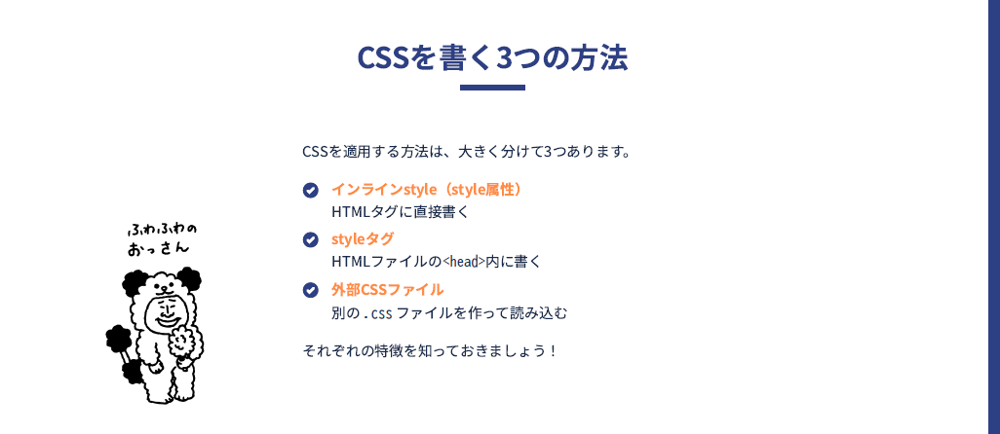 CSSを書く3つの方法
CSSを適用する方法は、大きく分けて3つあります。
インラインstyle（style属性）
HTMLタグに直接書く
styleタグ
HTMLファイルの<head>内に書く
外部CSSファイル
別の.cssファイルを作って読み込む
それぞれの特徴を知っておきましょう！
ふわふわの
おっさん